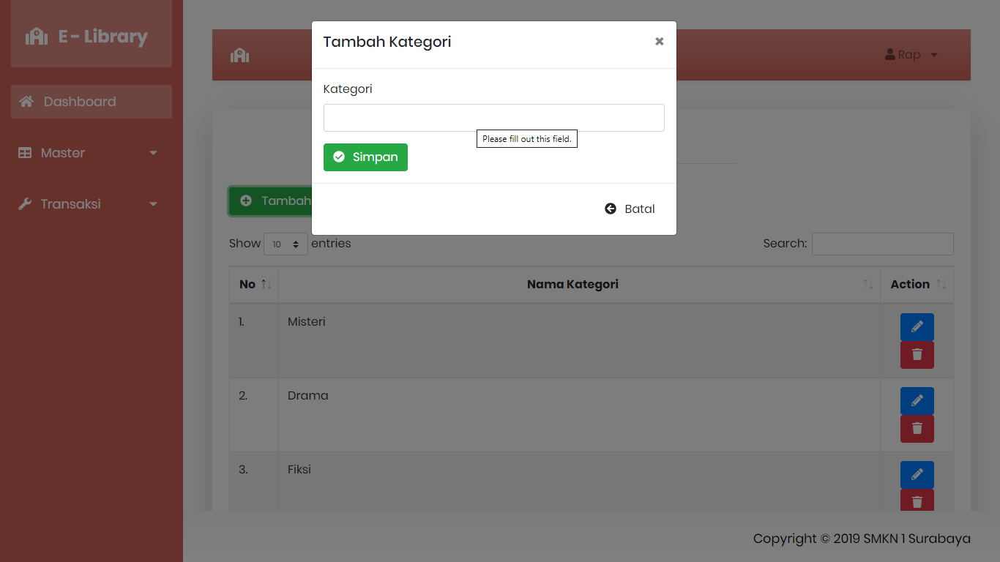 E - Library
Dashboard
Master
Transaksi
Rap
Tambah Kategori
Kategori
Please fill out this field.
Simpan
Batal
Tambah
Show 10 entries
Search:
No Nama Kategori Action
1. Misteri
2. Drama
3. Fiksi
Copyright © 2019 SMKN 1 Surabaya